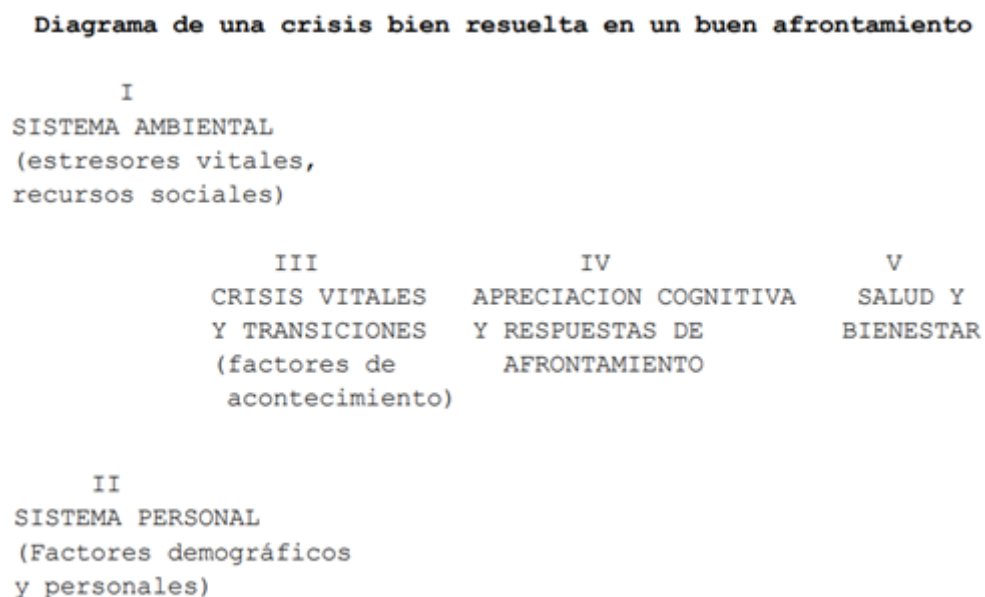 Diagrama de una crisis bien resuelta en un buen afrontamiento
I
SISTEMA AMBIENTAL
(estresores vitales,
recursos sociales)
III IV V
CRISIS VITALES APRECIACION COGNITIVA SALUD Y
Y TRANSICIONES Y RESPUESTAS DE BIENESTAR
(factores de AFRONTAMIENTO
acontecimiento)
II
SISTEMA PERSONAL
(Factores demográficos
y personales)